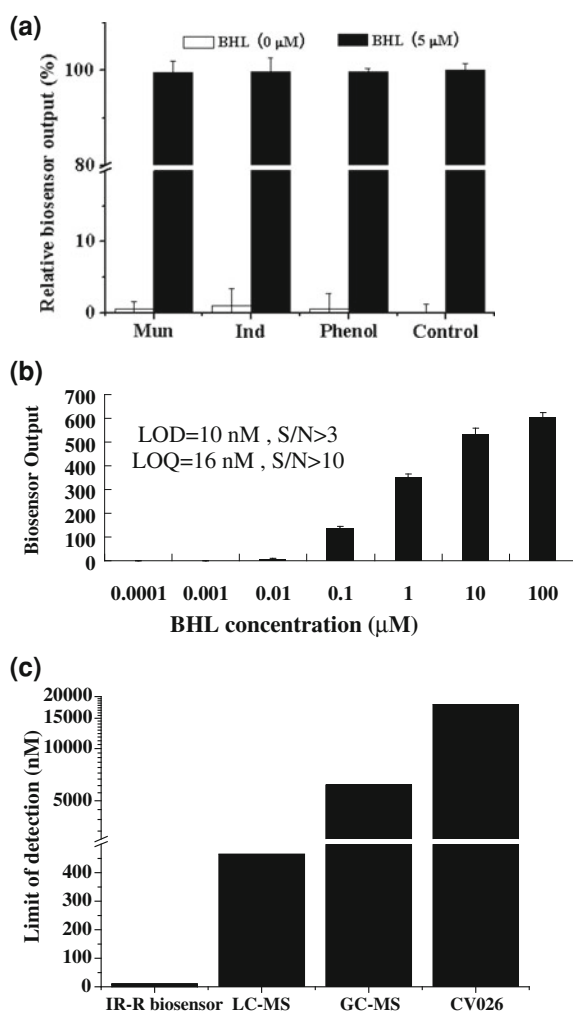 (a)
BHL (0 μM) BHL (5 μM)
Relative biosensor output (%)
100
80
10
0
Mun Ind Phenol Control
(b)
Biosensor Output
700
600
500
400
300
200
100
0
LOD=10 nM , S/N>3
LOQ=16 nM , S/N>10
0.0001 0.001 0.01 0.1 1 10 100
BHL concentration (μM)
(c)
Limit of detection (nM)
20000
15000
10000
5000
400
300
200
100
0
IR-R biosensor LC-MS GC-MS CV026